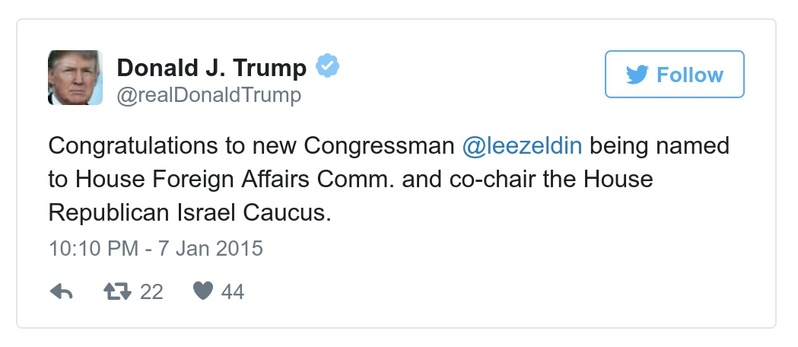 Donald J. Trump
@realDonaldTrump
Follow
Congratulations to new Congressman @leezeldin being named
to House Foreign Affairs Comm. and co-chair the House
Republican Israel Caucus.
10:10 PM - 7 Jan 2015
22 44